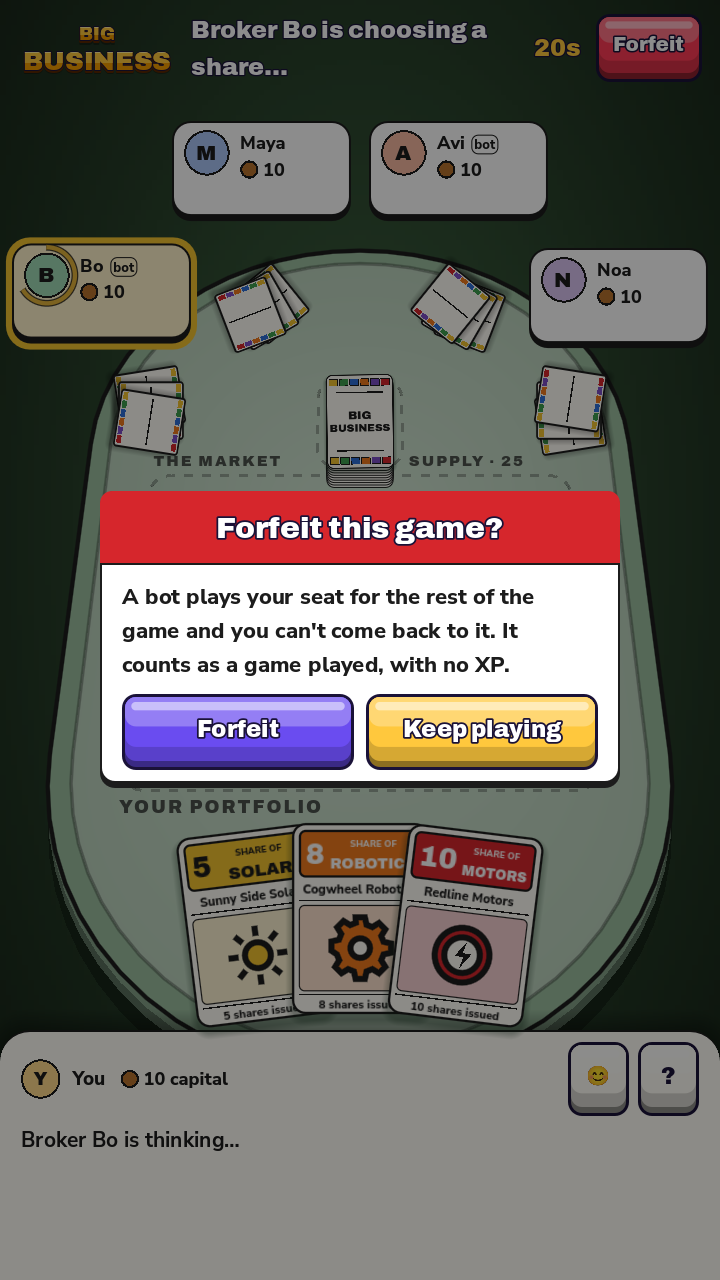 BIG
BUSINESS
Broker Bo is choosing a
share...
20s
Forfeit
M
Maya
10
A
Avi bot
10
B
Bo bot
10
N
Noa
10
BIG
BUSINESS
THE MARKET
SUPPLY · 25
Forfeit this game?
A bot plays your seat for the rest of the
game and you can't come back to it. It
counts as a game played, with no XP.
Forfeit
Keep playing
YOUR PORTFOLIO
5
SHARE OF
SOLAR
Sunny Side Sola
5 shares issu
8
SHARE OF
ROBOTIC
Cogwheel Robot
8 shares issu
10
SHARE OF
MOTORS
Redline Motors
10 shares issued
Y
You
10 capital
?
Broker Bo is thinking...